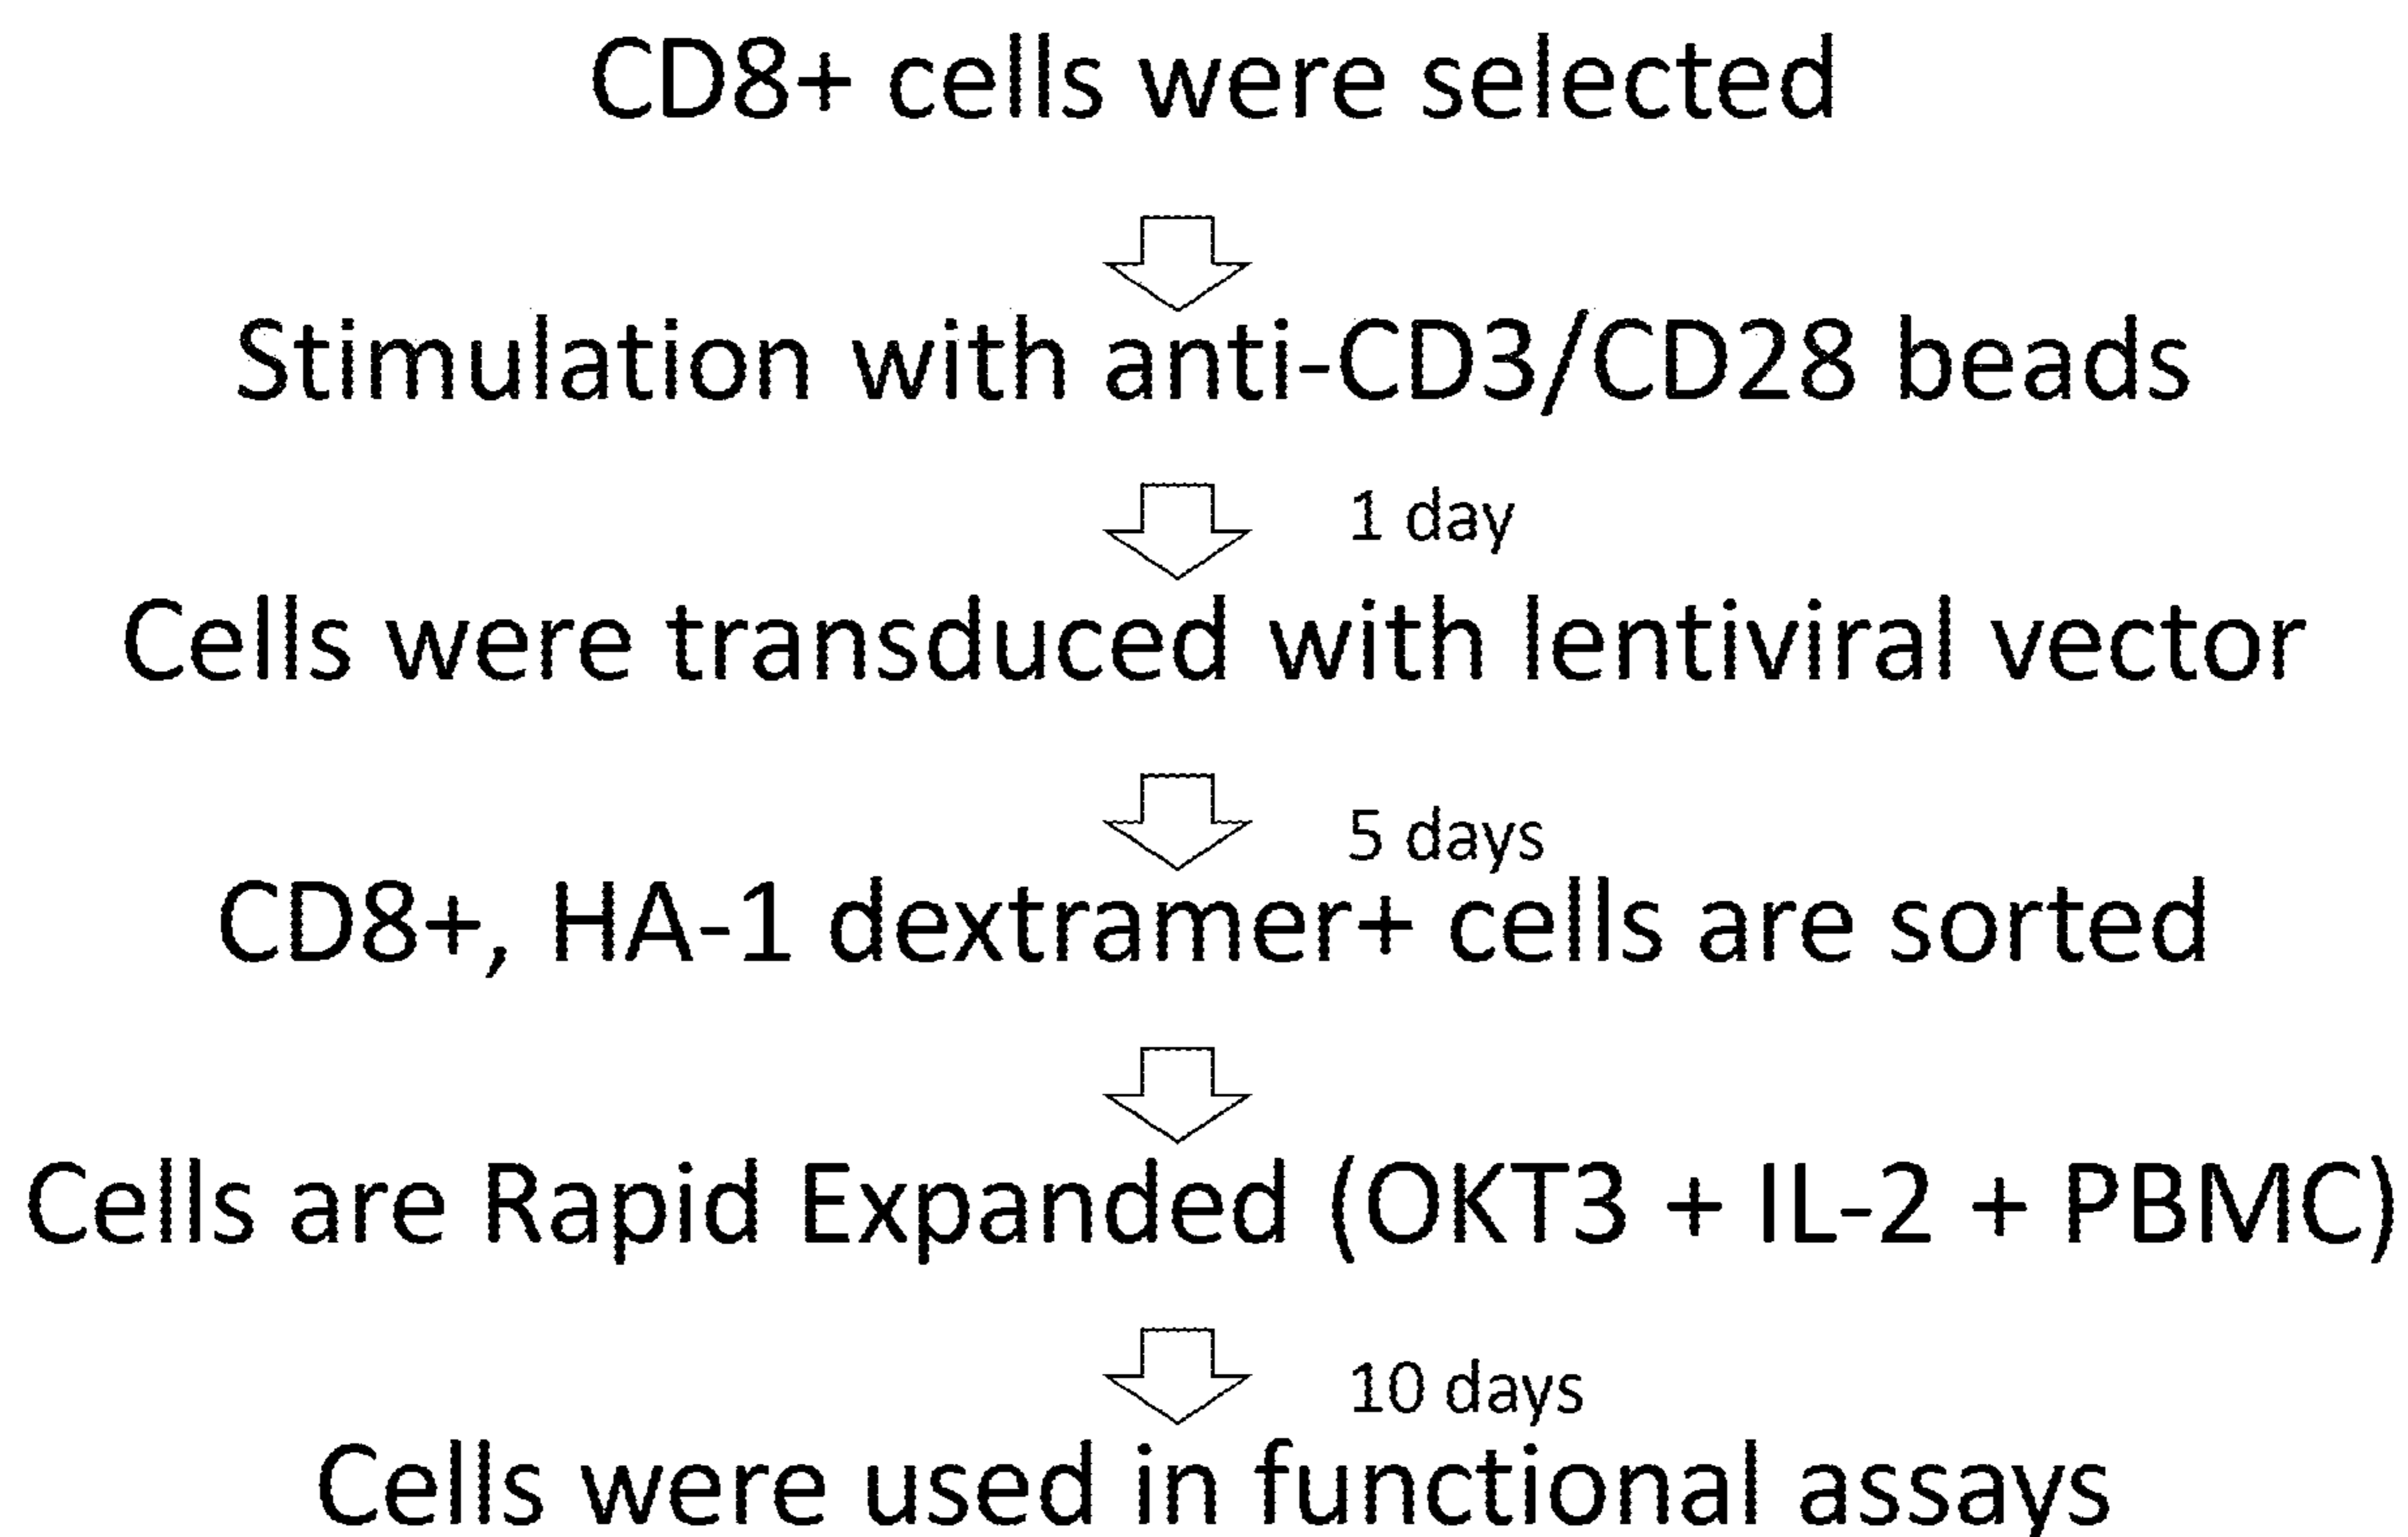 CD8+ cells were selected
Stimulation with anti-CD3/CD28 beads
1 day
Cells were transduced with lentiviral vector
5 days
CD8+, HA-1 dextramer+ cells are sorted
Cells are Rapid Expanded (OKT3 + IL-2 + PBMC)
10 days
Cells were used in functional assays